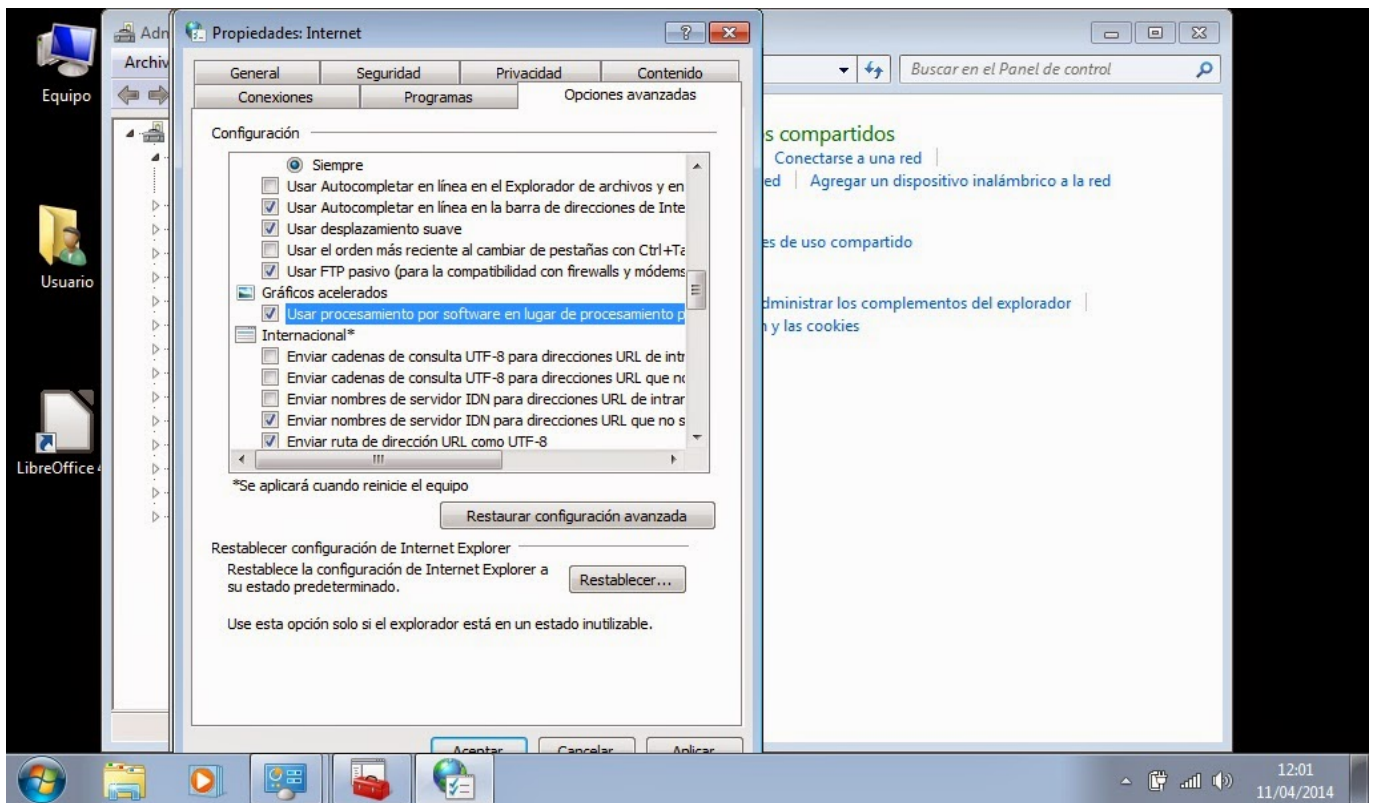 Equipo
Usuario
LibreOffice 4
Adn
Archiv
Propiedades: Internet
General
Seguridad
Privacidad
Contenido
Conexiones
Programas
Opciones avanzadas
Configuración
Siempre
Usar Autocompletar en línea en el Explorador de archivos y en
Usar Autocompletar en línea en la barra de direcciones de Inte
Usar desplazamiento suave
Usar el orden más reciente al cambiar de pestañas con Ctrl+Ta
Usar FTP pasivo (para la compatibilidad con firewalls y módems
Gráficos acelerados
Usar procesamiento por software en lugar de procesamiento p
Internacional*
Enviar cadenas de consulta UTF-8 para direcciones URL de intr
Enviar cadenas de consulta UTF-8 para direcciones URL que no
Enviar nombres de servidor IDN para direcciones URL de intrar
Enviar nombres de servidor IDN para direcciones URL que no s
Enviar ruta de dirección URL como UTF-8
*Se aplicará cuando reinicie el equipo
Restaurar configuración avanzada
Restablecer configuración de Internet Explorer
Restablece la configuración de Internet Explorer a
su estado predeterminado.
Restablecer...
Use esta opción solo si el explorador está en un estado inutilizable.
Aceptar
Cancelar
Aplicar
Buscar en el Panel de control
s compartidos
Conectarse a una red
ed
Agregar un dispositivo inalámbrico a la red
es de uso compartido
dministrar los complementos del explorador
n y las cookies
12:01
11/04/2014